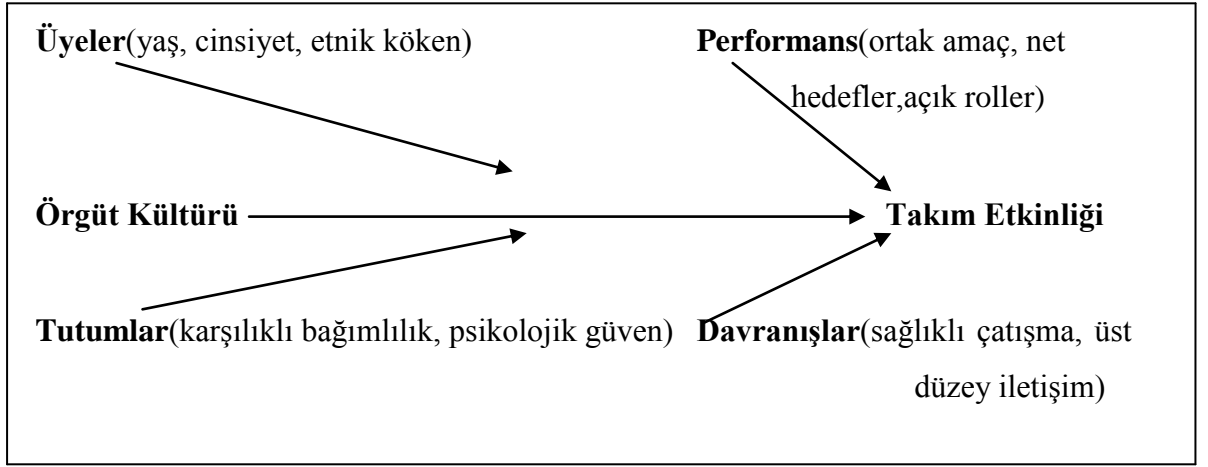 Üyeler(yaş, cinsiyet, etnik köken)
Performans(ortak amaç, net
hedefler,açık roller)
Örgüt Kültürü
Takım Etkinliği
Tutumlar(karşılıklı bağımlılık, psikolojik güven)
Davranışlar(sağlıklı çatışma, üst
düzey iletişim)